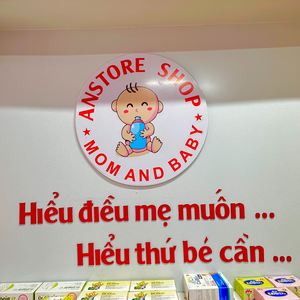 ANSTORE SHOP
★ MOM AND BABY ★
Hiểu điều mẹ muốn ...
Hiểu thứ bé cần ...